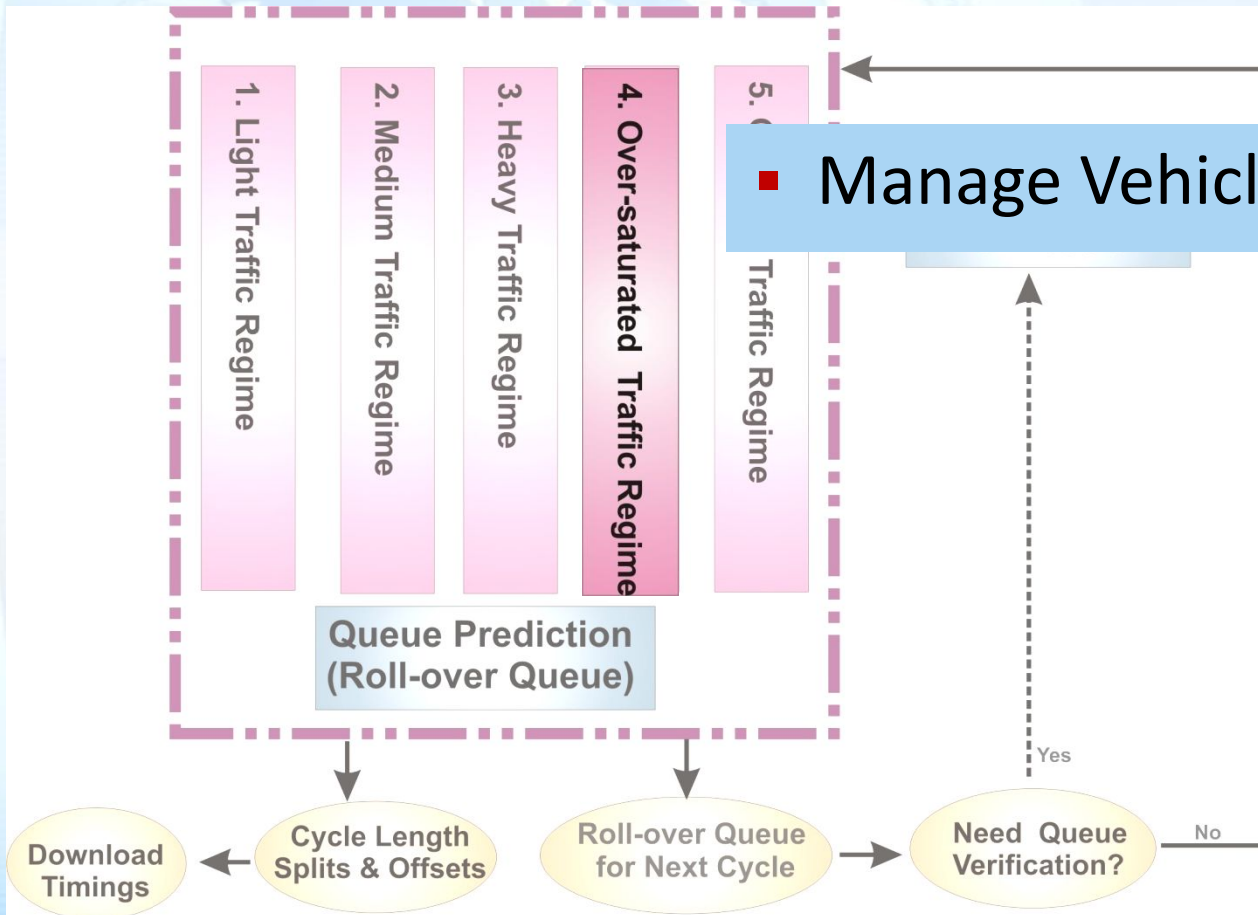 1. Light Traffic Regime
2. Medium Traffic Regime
3. Heavy Traffic Regime
4. Over-saturated Traffic Regime
5.
Traffic Regime
▪ Manage Vehicl
Queue Prediction
(Roll-over Queue)
Yes
Download
Timings
Cycle Length
Splits & Offsets
Roll-over Queue
for Next Cycle
Need Queue
Verification?
No